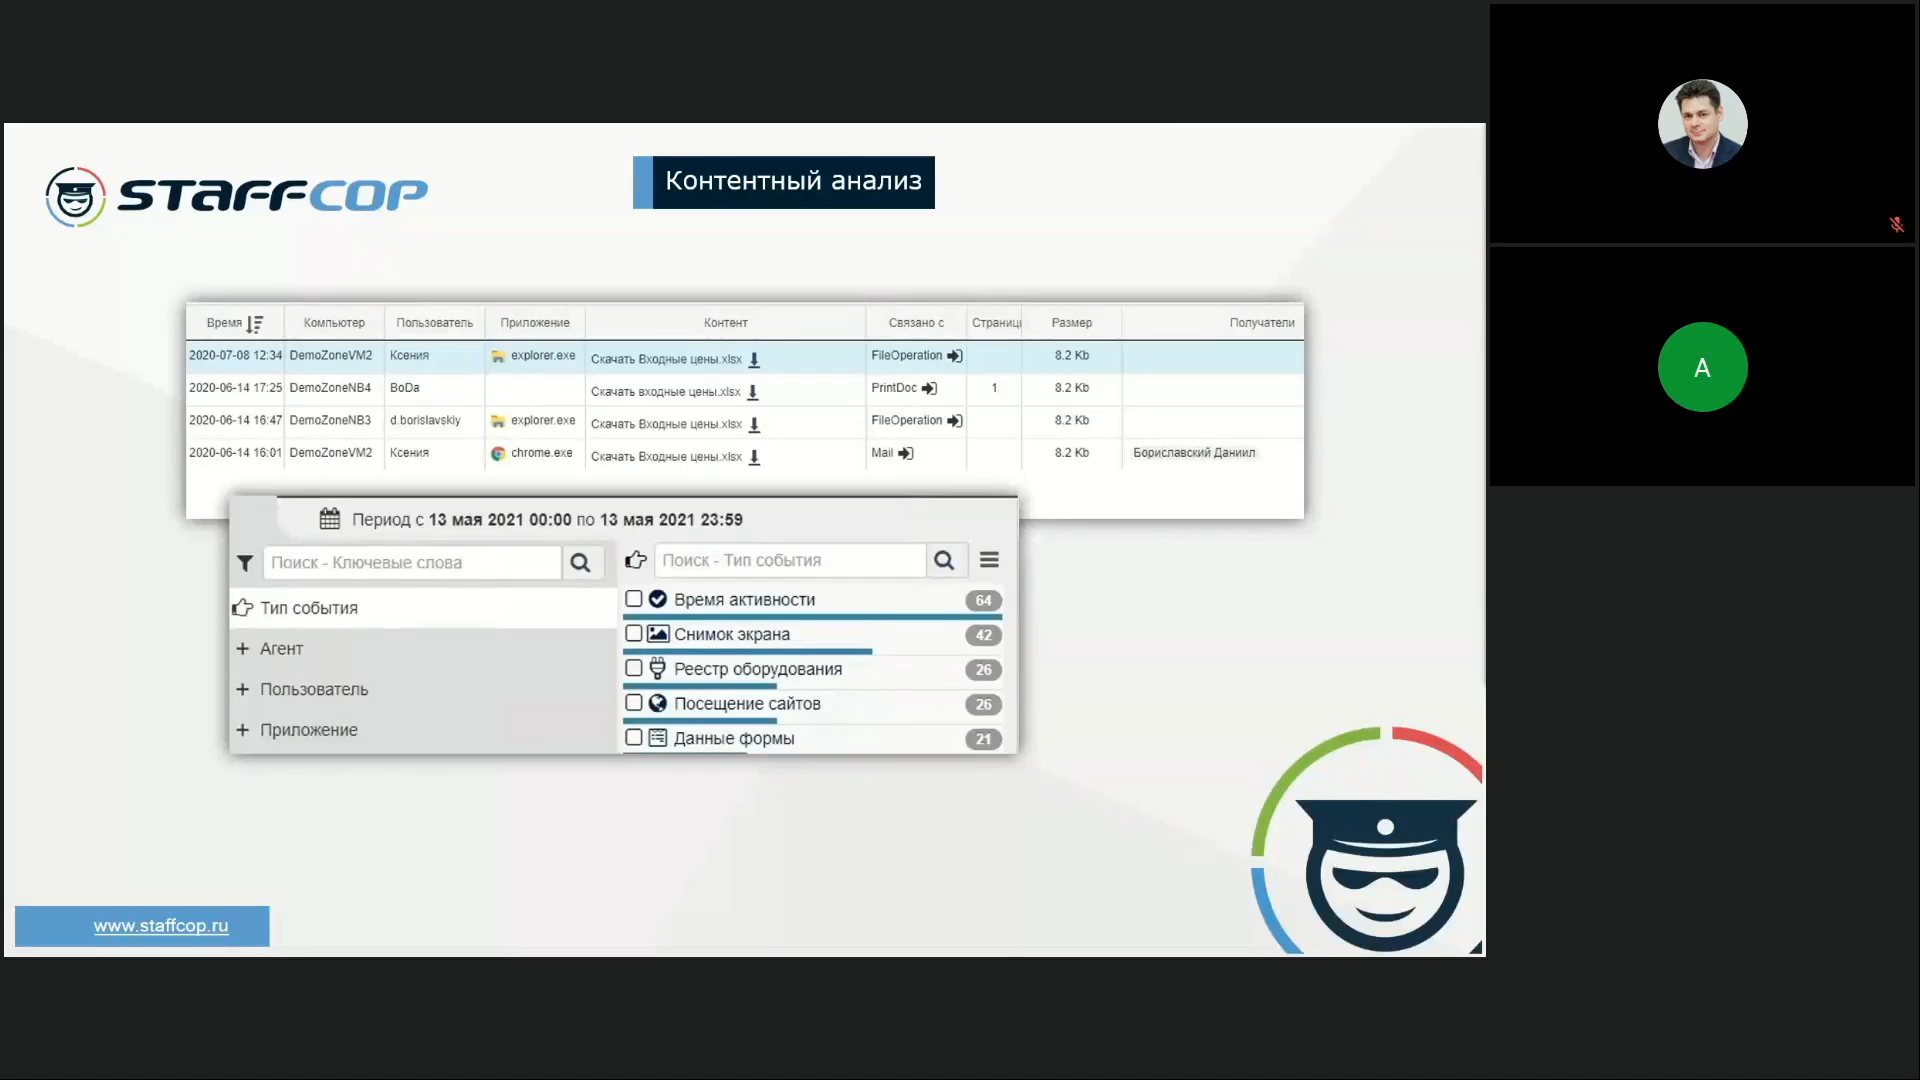 STAFFCOP
Контентный анализ
Время Компьютер Пользователь Приложение Контент Связано с Страниц Размер Получатели
2020-07-08 12:34 DemoZoneVM2 Ксения explorer.exe Скачать Входные цены.xlsx FileOperation 8.2 Kb
2020-06-14 17:25 DemoZoneNB4 BoDa Скачать входные цены.xlsx PrintDoc 1 8.2 Kb
2020-06-14 16:47 DemoZoneNB3 d.borislavskiy explorer.exe Скачать Входные цены.xlsx FileOperation 8.2 Kb
2020-06-14 16:01 DemoZoneVM2 Ксения chrome.exe Скачать Входные цены.xlsx Mail 8.2 Kb Бориславский Даниил
Период с 13 мая 2021 00:00 по 13 мая 2021 23:59
Поиск - Ключевые слова
Тип события
+ Агент
+ Пользователь
+ Приложение
Поиск - Тип события
Время активности 64
Снимок экрана 42
Реестр оборудования 26
Посещение сайтов 26
Данные формы 21
www.staffcop.ru
A